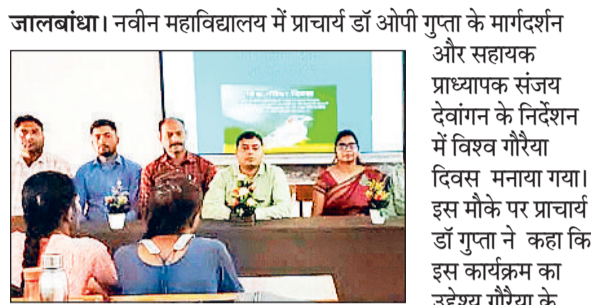 जालबांधा। नवीन महाविद्यालय में प्राचार्य डॉ ओपी गुप्ता के मार्गदर्शन
और सहायक
प्राध्यापक संजय
देवांगन के निर्देशन
में विश्व गौरैया
दिवस मनाया गया।
इस मौके पर प्राचार्य
डॉ गुप्ता ने कहा कि
इस कार्यक्रम का
उद्देश्य गौरैया के